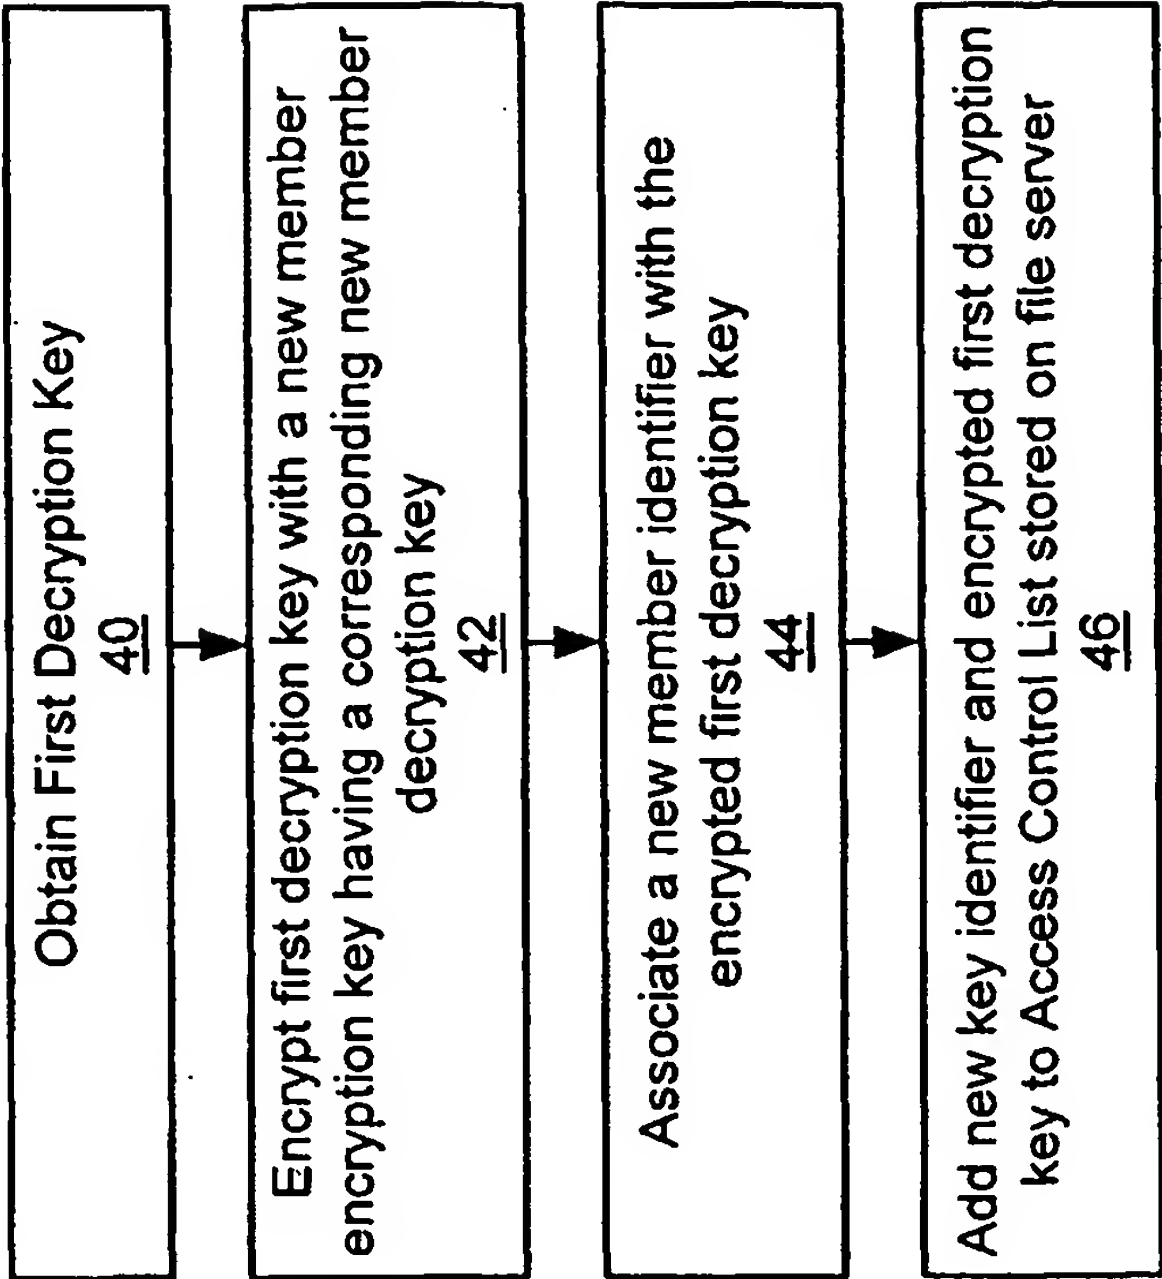 Obtain First Decryption Key
40
Encrypt first decryption key with a new member
encryption key having a corresponding new member
decryption key
42
Associate a new member identifier with the
encrypted first decryption key
44
Add new key identifier and encrypted first decryption
key to Access Control List stored on file server
46